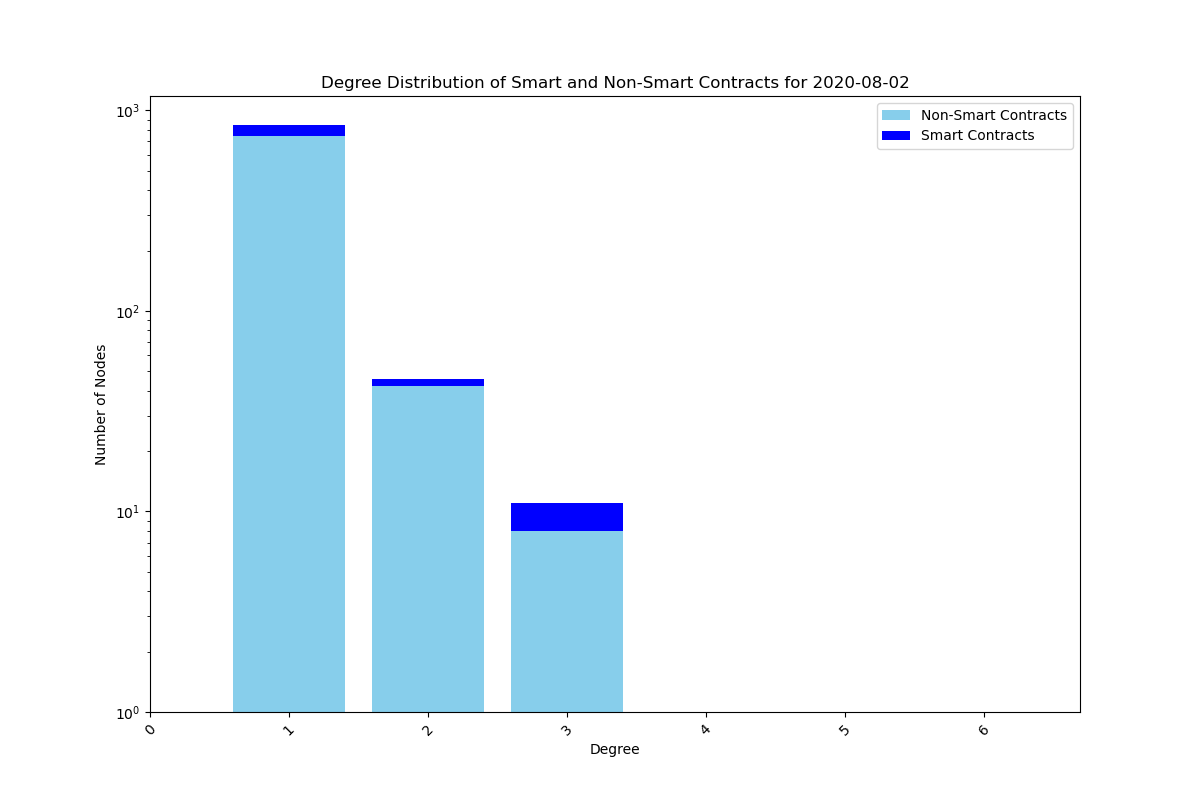 Degree Distribution of Smart and Non-Smart Contracts for 2020-08-02
Non-Smart Contracts
Smart Contracts
Number of Nodes
10³
10²
10¹
10⁰
0 1 2 3 4 5 6
Degree